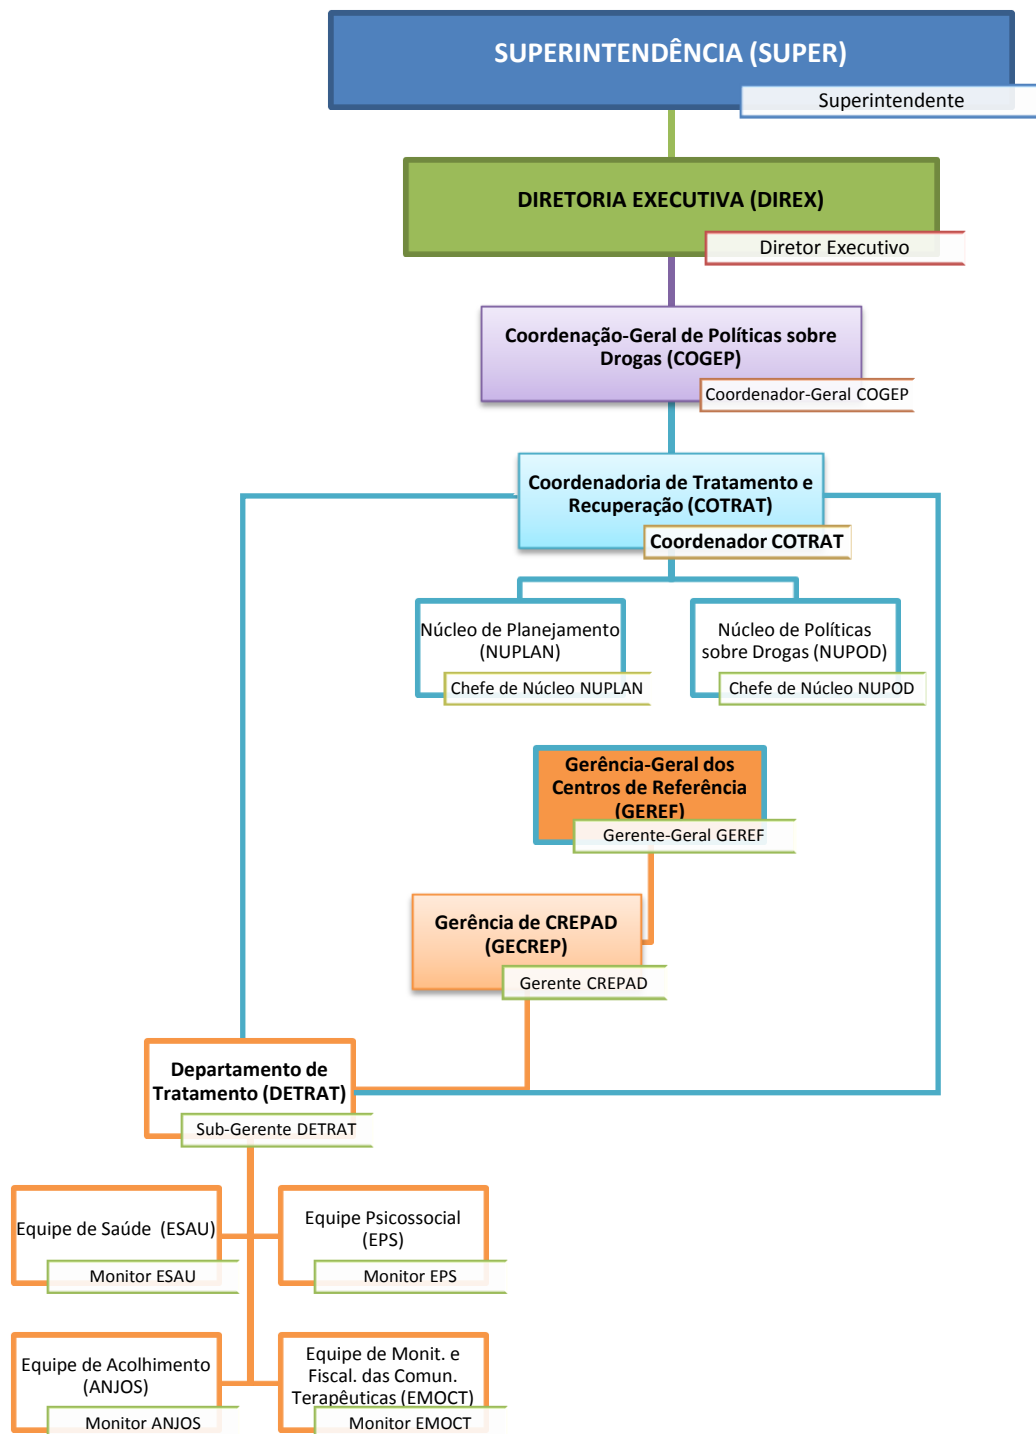 SUPERINTENDÊNCIA (SUPER)
Superintendente
DIRETORIA EXECUTIVA (DIREX)
Diretor Executivo
Coordenação-Geral de Políticas sobre
Drogas (COGEP)
Coordenador-Geral COGEP
Coordenadoria de Tratamento e
Recuperação (COTRAT)
Coordenador COTRAT
Núcleo de Planejamento
(NUPLAN)
Chefe de Núcleo NUPLAN
Núcleo de Políticas
sobre Drogas (NUPOD)
Chefe de Núcleo NUPOD
Gerência-Geral dos
Centros de Referência
(GEREF)
Gerente-Geral GEREF
Gerência de CREPAD
(GECREP)
Gerente CREPAD
Departamento de
Tratamento (DETRAT)
Sub-Gerente DETRAT
Equipe de Saúde (ESAU)
Monitor ESAU
Equipe Psicossocial
(EPS)
Monitor EPS
Equipe de Acolhimento
(ANJOS)
Monitor ANJOS
Equipe de Monit. e
Fiscal. das Comun.
Terapêuticas (EMOCT)
Monitor EMOCT